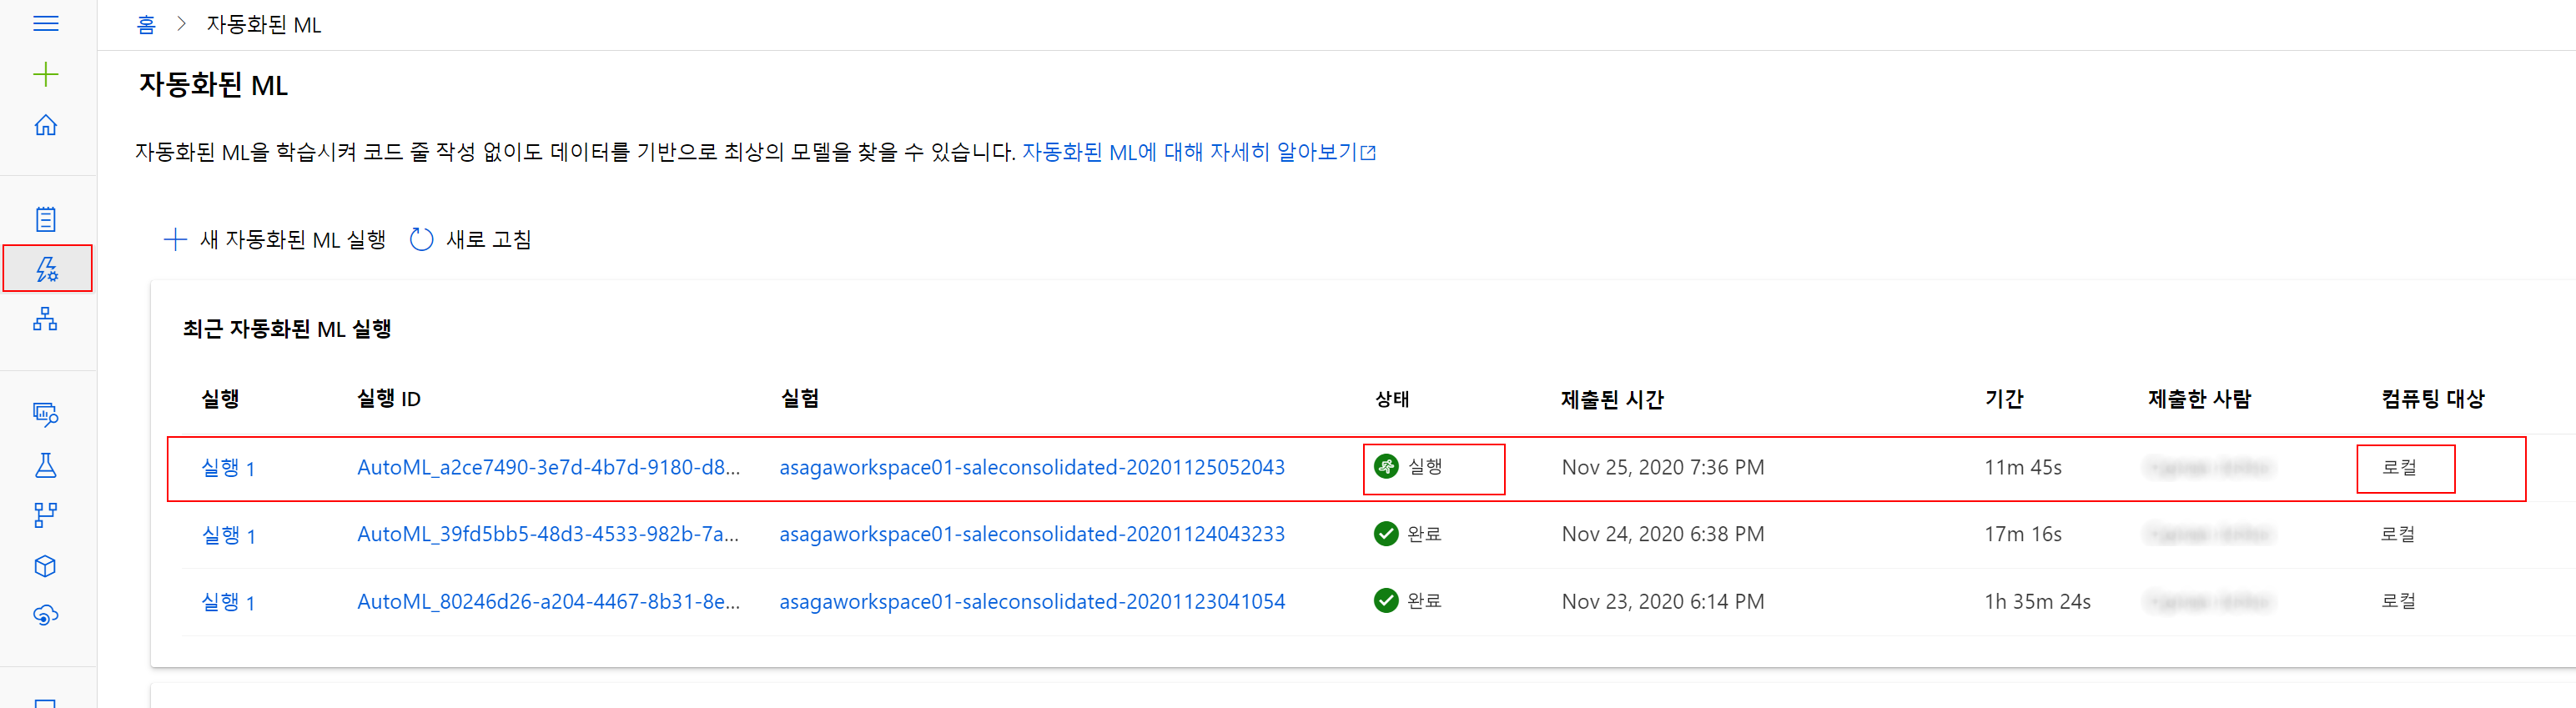 홈 > 자동화된 ML
자동화된 ML
자동화된 ML을 학습시켜 코드 줄 작성 없이도 데이터를 기반으로 최상의 모델을 찾을 수 있습니다. 자동화된 ML에 대해 자세히 알아보기
새 자동화된 ML 실행 새로 고침
최근 자동화된 ML 실행
실행 실행 ID 실험 상태 제출된 시간 기간 제출한 사람 컴퓨팅 대상
실행 1 AutoML_a2ce7490-3e7d-4b7d-9180-d8... asagaworkspace01-saleconsolidated-20201125052043 실행 Nov 25, 2020 7:36 PM 11m 45s 로컬
실행 1 AutoML_39fd5bb5-48d3-4533-982b-7a... asagaworkspace01-saleconsolidated-20201124043233 완료 Nov 24, 2020 6:38 PM 17m 16s 로컬
실행 1 AutoML_80246d26-a204-4467-8b31-8e... asagaworkspace01-saleconsolidated-20201123041054 완료 Nov 23, 2020 6:14 PM 1h 35m 24s 로컬